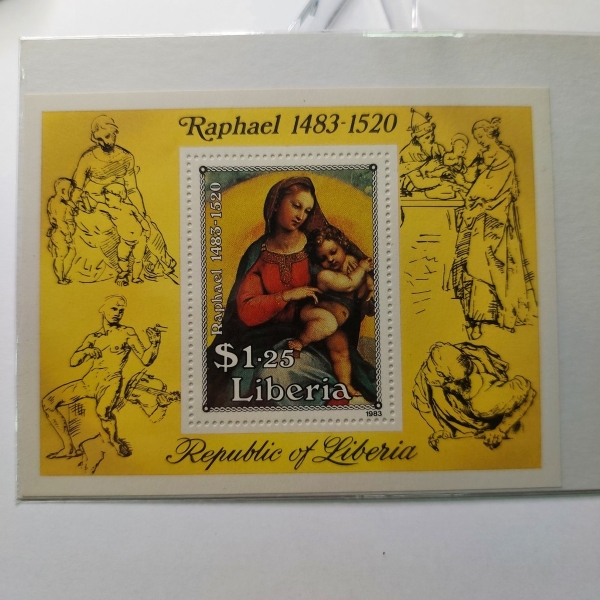 Raphael 1483-1520
Raphael 1483-1520
$1·25
Liberia
1983
Republic of Liberia